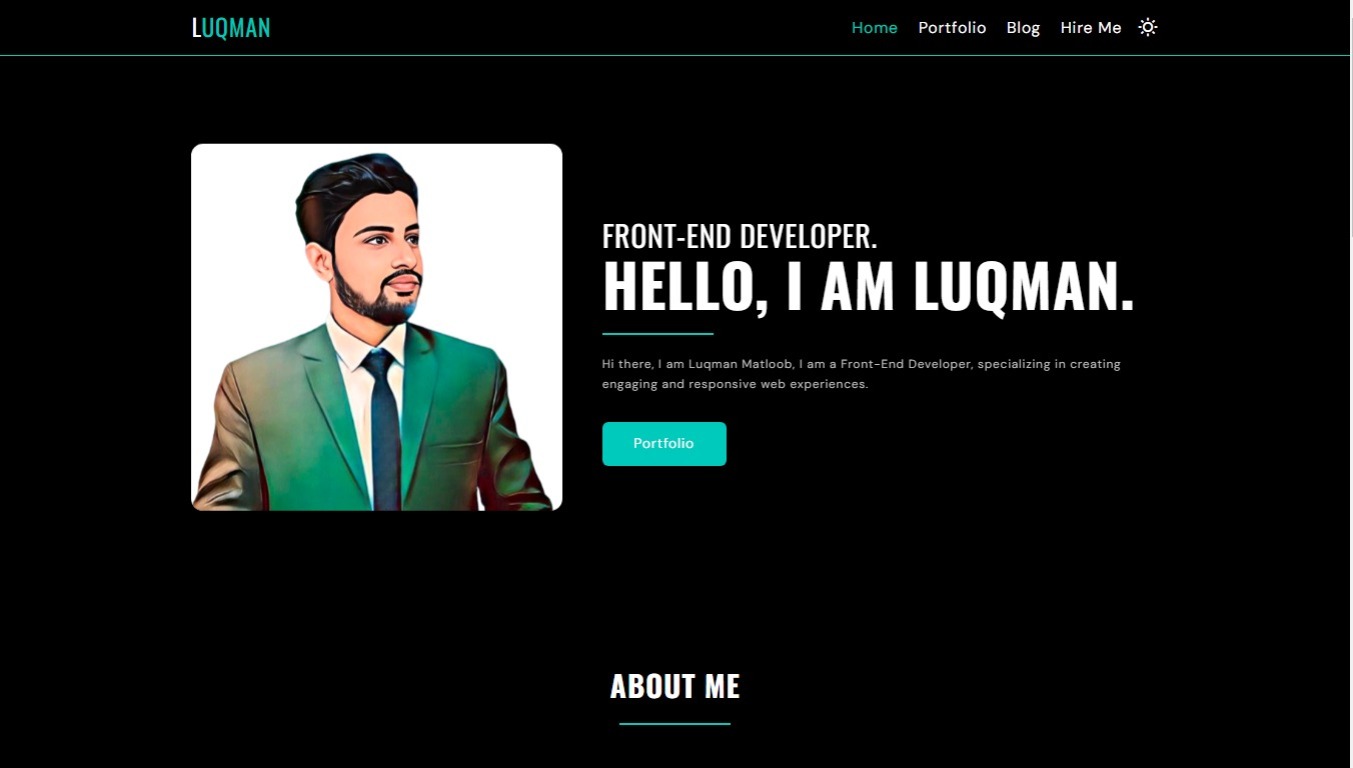 LUQMAN
Home Portfolio Blog Hire Me
FRONT-END DEVELOPER.
HELLO, I AM LUQMAN.
Hi there, I am Luqman Matloob, I am a Front-End Developer, specializing in creating
engaging and responsive web experiences.
Portfolio
ABOUT ME